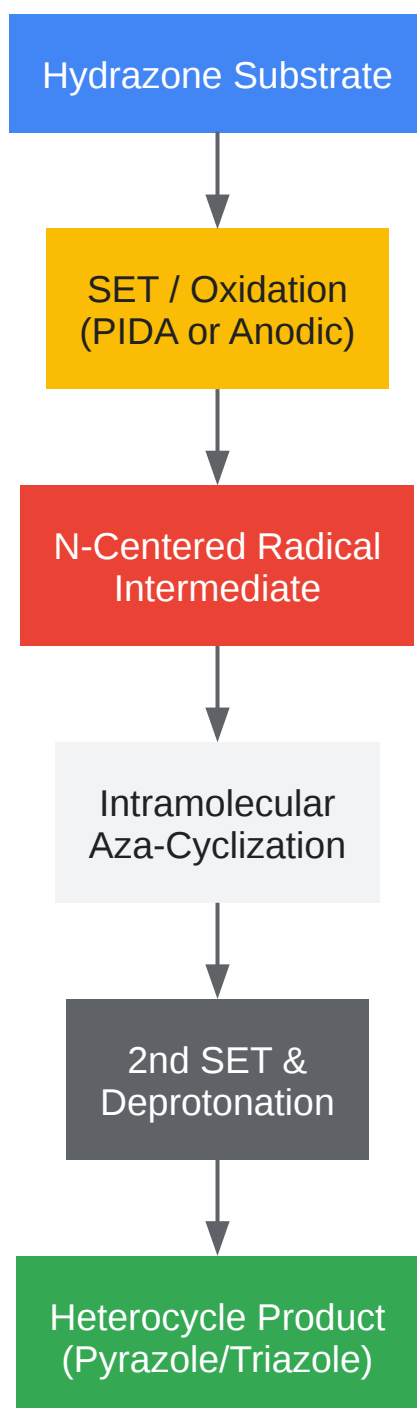 Hydrazone Substrate
SET / Oxidation
(PIDA or Anodic)
N-Centered Radical
Intermediate
Intramolecular
Aza-Cyclization
2nd SET &
Deprotonation
Heterocycle Product
(Pyrazole/Triazole)